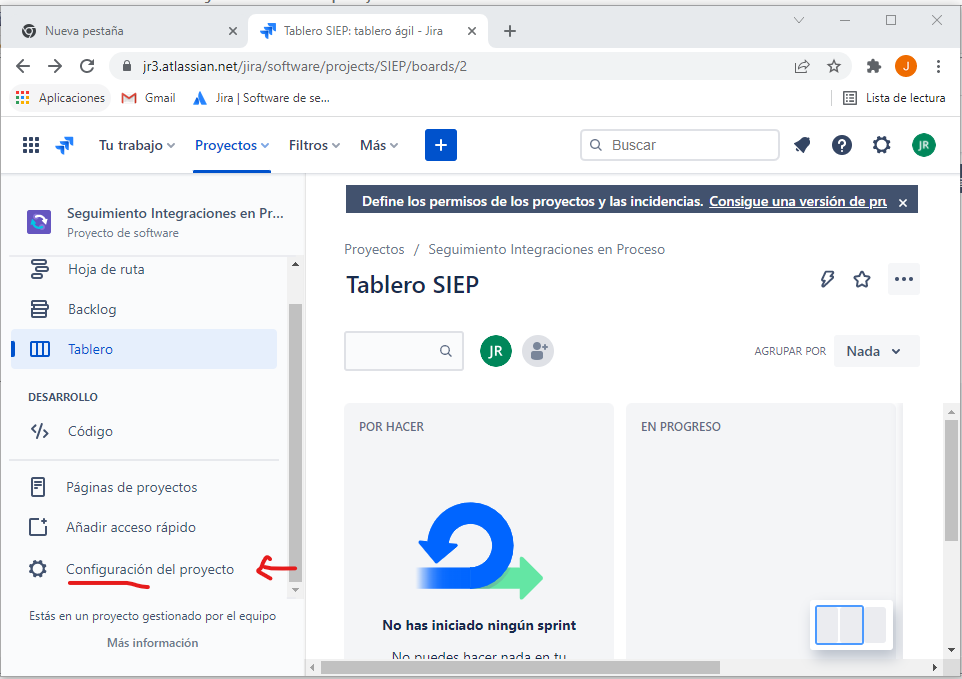 Nueva pestaña
Tablero SIEP: tablero ágil - Jira
jr3.atlassian.net/jira/software/projects/SIEP/boards/2
J
Aplicaciones
Gmail
Jira | Software de se...
Lista de lectura
Tu trabajo
Proyectos
Filtros
Más
Buscar
JR
Seguimiento Integraciones en Pr...
Proyecto de software
Hoja de ruta
Backlog
Tablero
DESARROLLO
Código
Páginas de proyectos
Añadir acceso rápido
Configuración del proyecto
Estás en un proyecto gestionado por el equipo
Más información
Define los permisos de los proyectos y las incidencias. Consigue una versión de pru
Proyectos / Seguimiento Integraciones en Proceso
Tablero SIEP
JR
AGRUPAR POR
Nada
POR HACER
EN PROGRESO
No has iniciado ningún sprint
No puedes hacer nada en tu